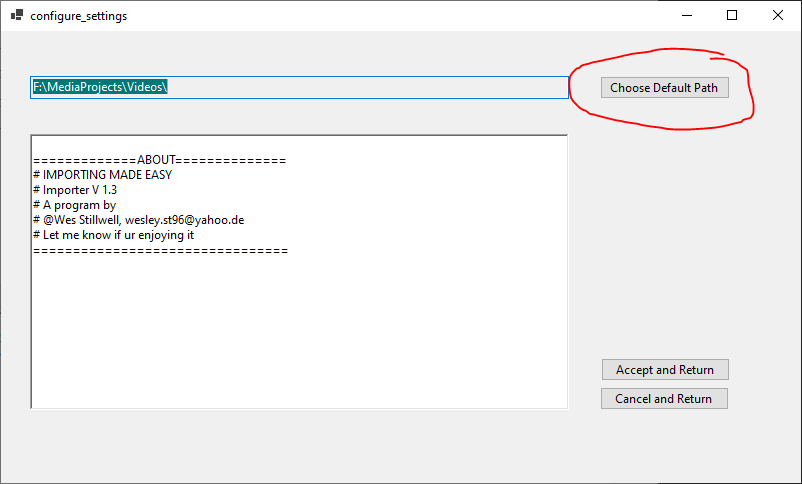 configure_settings
F:\MediaProjects\Videos\
Choose Default Path
=============ABOUT==============
# IMPORTING MADE EASY
# Importer V 1.3
# A program by
# @Wes Stillwell, wesley.st96@yahoo.de
# Let me know if ur enjoying it
================================
Accept and Return
Cancel and Return